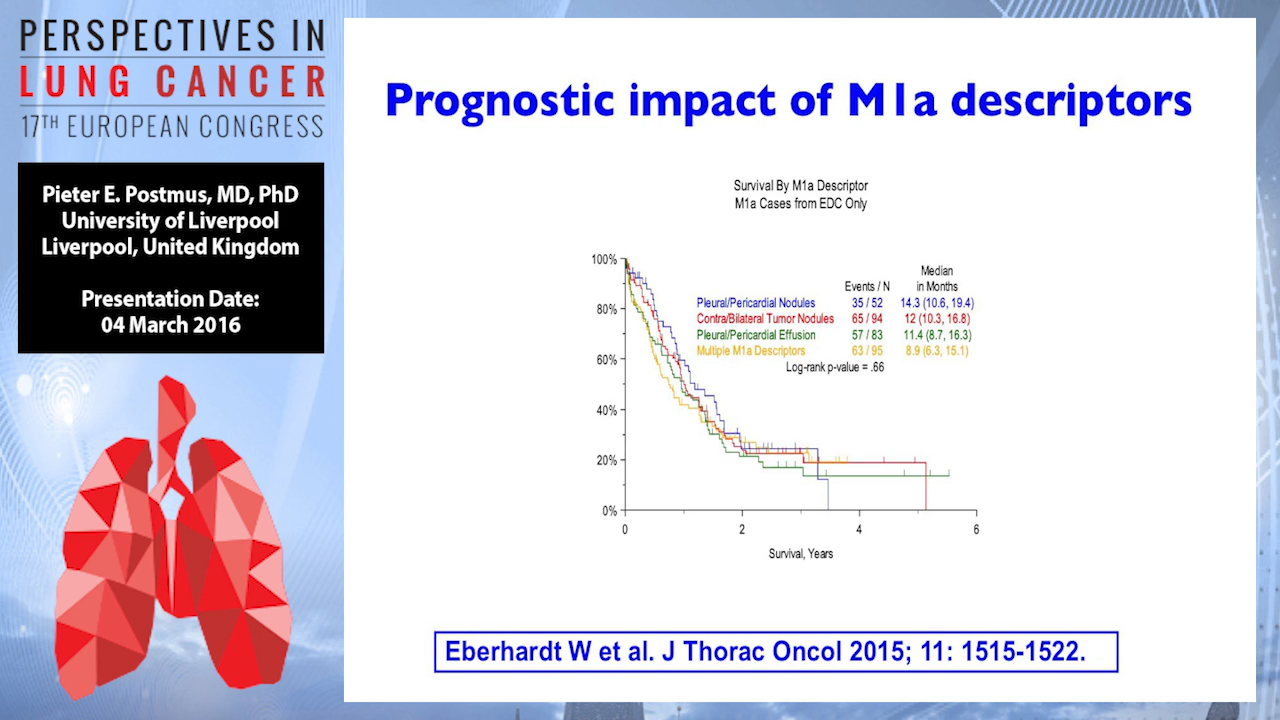 PERSPECTIVES IN
LUNG CANCER
17TH EUROPEAN CONGRESS
Pieter E. Postmus, MD, PhD
University of Liverpool
Liverpool, United Kingdom
Presentation Date:
04 March 2016
Prognostic impact of M1a descriptors
Survival By M1a Descriptor
M1a Cases from EDC Only
Median
Events / N in Months
Pleural/Pericardial Nodules 35 / 52 14.3 (10.6, 19.4)
Contra/Bilateral Tumor Nodules 65 / 94 12 (10.3, 16.8)
Pleural/Pericardial Effusion 57 / 83 11.4 (8.7, 16.3)
Multiple M1a Descriptors 63 / 95 8.9 (6.3, 15.1)
Log-rank p-value = .66
100%
80%
60%
40%
20%
0%
0 2 4 6
Survival, Years
Eberhardt W et al. J Thorac Oncol 2015; 11: 1515-1522.